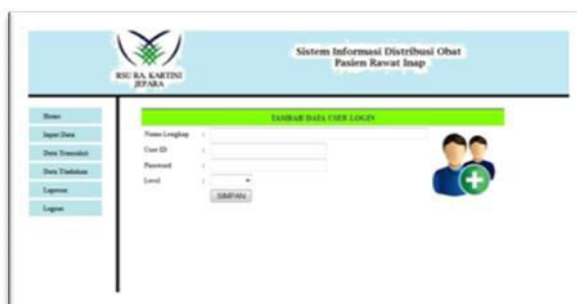 RSU RA. KARTINI
JEPARA
Sistem Informasi Distribusi Obat
Pasien Rawat Inap
Home
Input Data
Data Transaksi
Data Tindakan
Laporan
Logout
TAMBAH DATA USER LOGIN
Nama Lengkap :
User ID :
Password :
Level :
SIMPAN